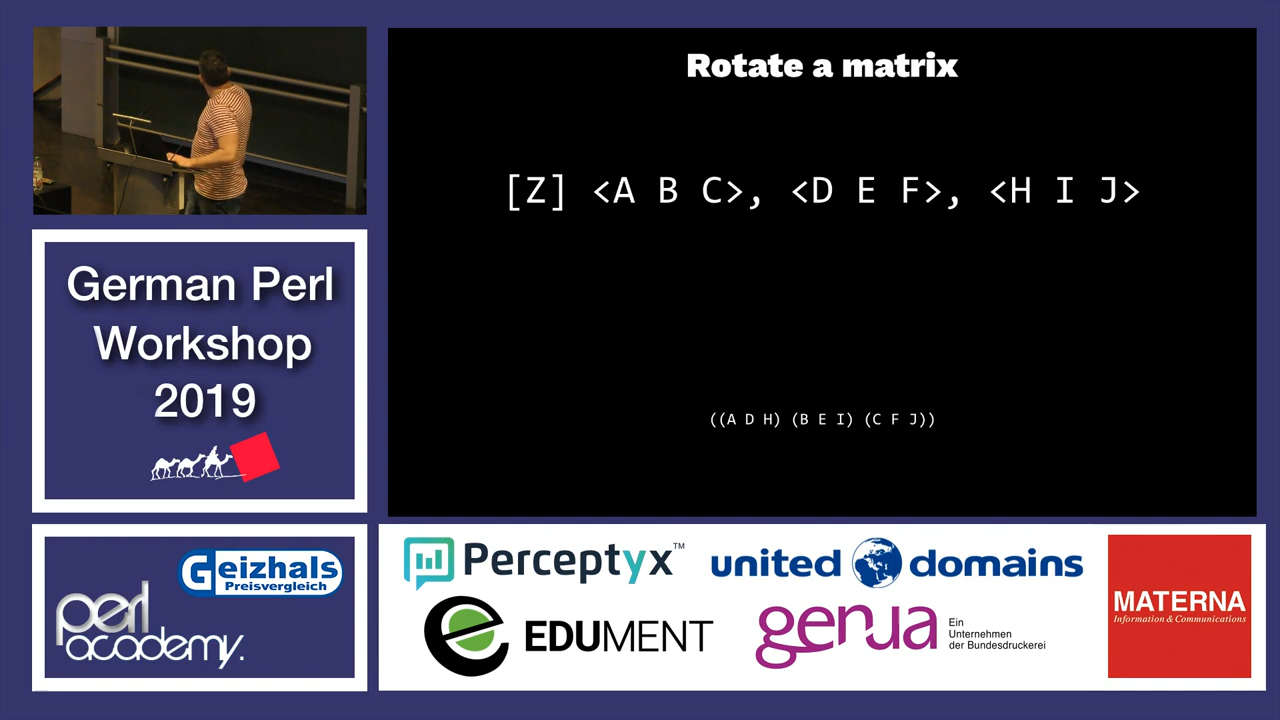 Rotate a matrix
[Z] <A B C>, <D E F>, <H I J>
((A D H) (B E I) (C F J))
German Perl
Workshop
2019
Geizhals
Preisvergleich
perl
academy.
Perceptyx™
united domains
EDUMENT
genua
Ein
Unternehmen
der Bundesdruckerei
MATERNA
Information & Communications